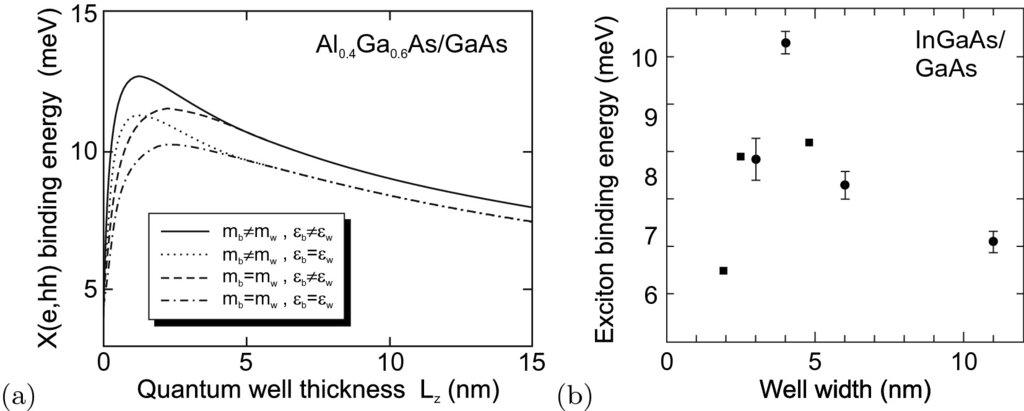 15
10
5
X(e,hh) binding energy (meV)
Al0.4Ga0.6As/GaAs
mb≠mw , εb≠εw
mb≠mw , εb=εw
mb=mw , εb≠εw
mb=mw , εb=εw
0 5 10 15
Quantum well thickness Lz (nm)
(a)
10
9
8
7
6
Exciton binding energy (meV)
InGaAs/
GaAs
0 5 10
Well width (nm)
(b)